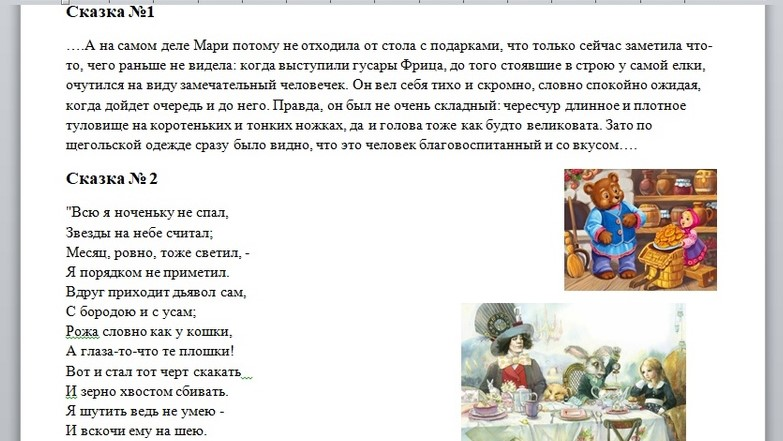 Сказка №1
….А на самом деле Мари потому не отходила от стола с подарками, что только сейчас заметила что-
то, чего раньше не видела: когда выступили гусары Фрица, до того стоявшие в строю у самой елки,
очутился на виду замечательный человечек. Он вел себя тихо и скромно, словно спокойно ожидая,
когда дойдет очередь и до него. Правда, он был не очень складный: чересчур длинное и плотное
туловище на коротеньких и тонких ножках, да и голова тоже как будто великовата. Зато по
щегольской одежде сразу было видно, что это человек благовоспитанный и со вкусом….
Сказка №2
"Всю я ноченьку не спал,
Звезды на небе считал;
Месяц, ровно, тоже светил, -
Я порядком не приметил.
Вдруг приходит дьявол сам,
С бородою и с усам;
Рожа словно как у кошки,
А глаза-то-что те плошки!
Вот и стал тот черт скакать
И зерно хвостом сбивать.
Я шутить ведь не умею -
И вскочи ему на шею.